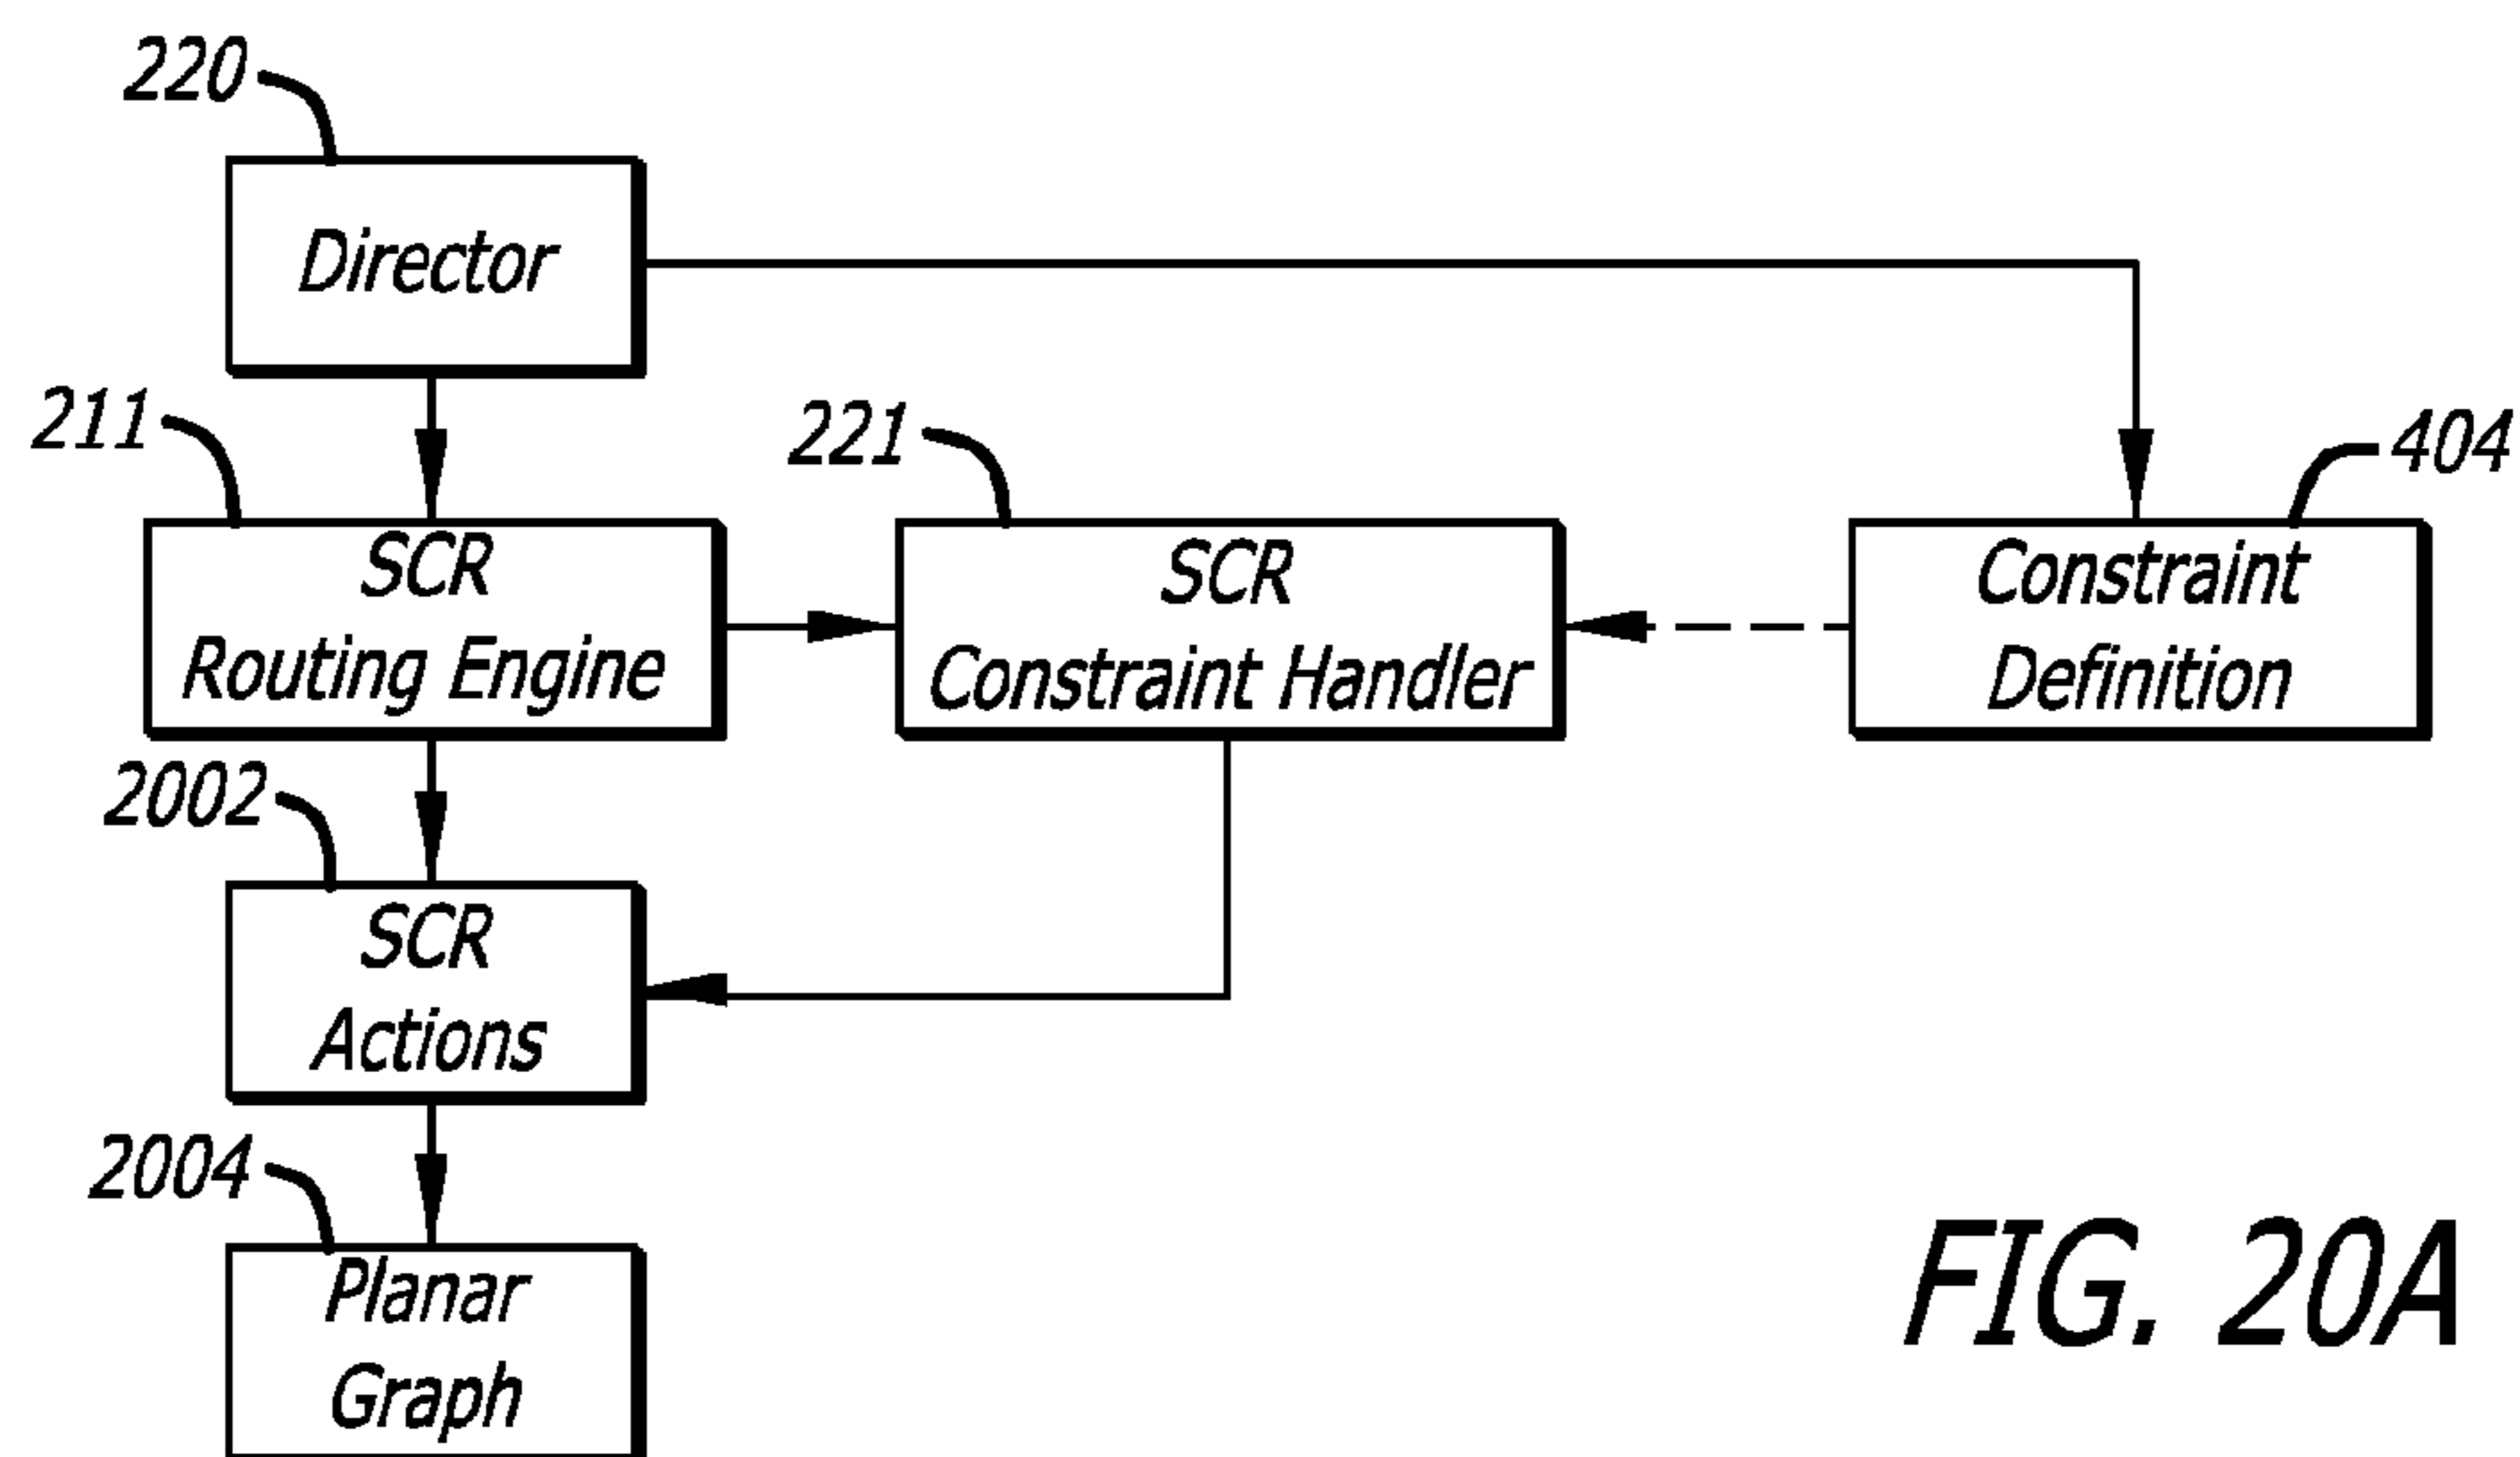 220
Director
211
SCR
Routing Engine
221
SCR
Constraint Handler
404
Constraint
Definition
2002
SCR
Actions
2004
Planar
Graph
FIG. 20A